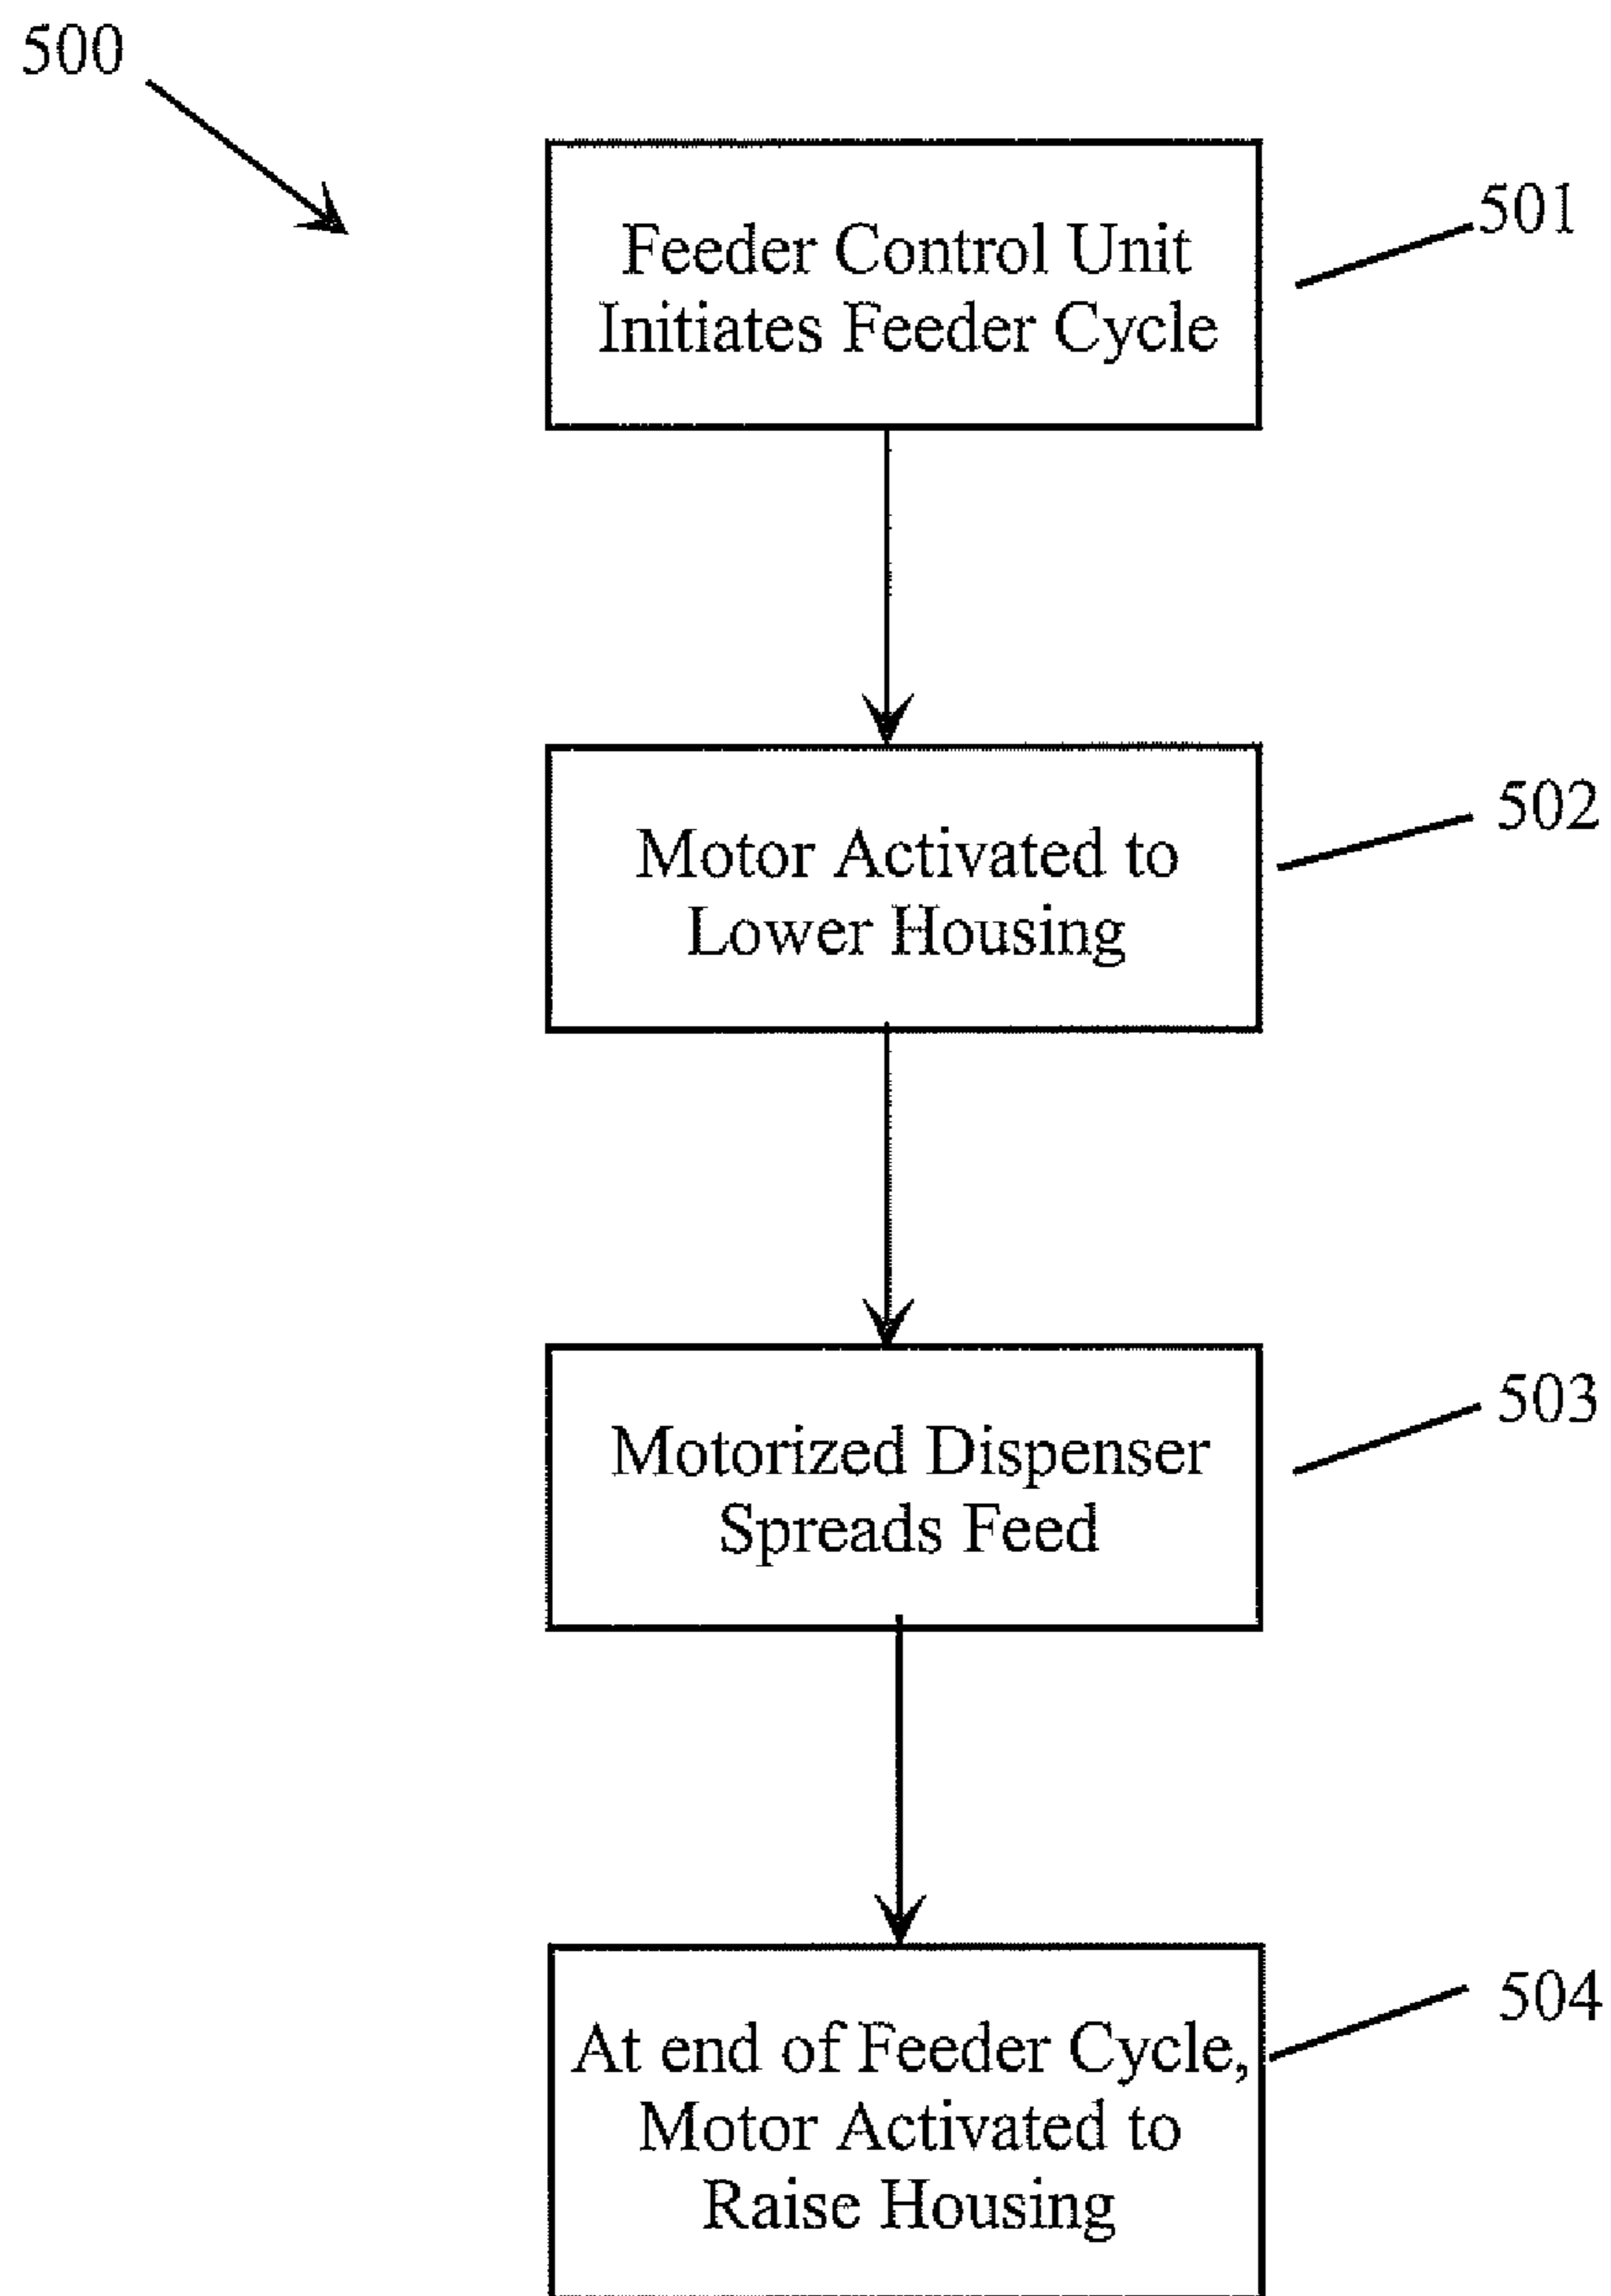 500
501
Feeder Control Unit
Initiates Feeder Cycle
502
Motor Activated to
Lower Housing
503
Motorized Dispenser
Spreads Feed
504
At end of Feeder Cycle,
Motor Activated to
Raise Housing